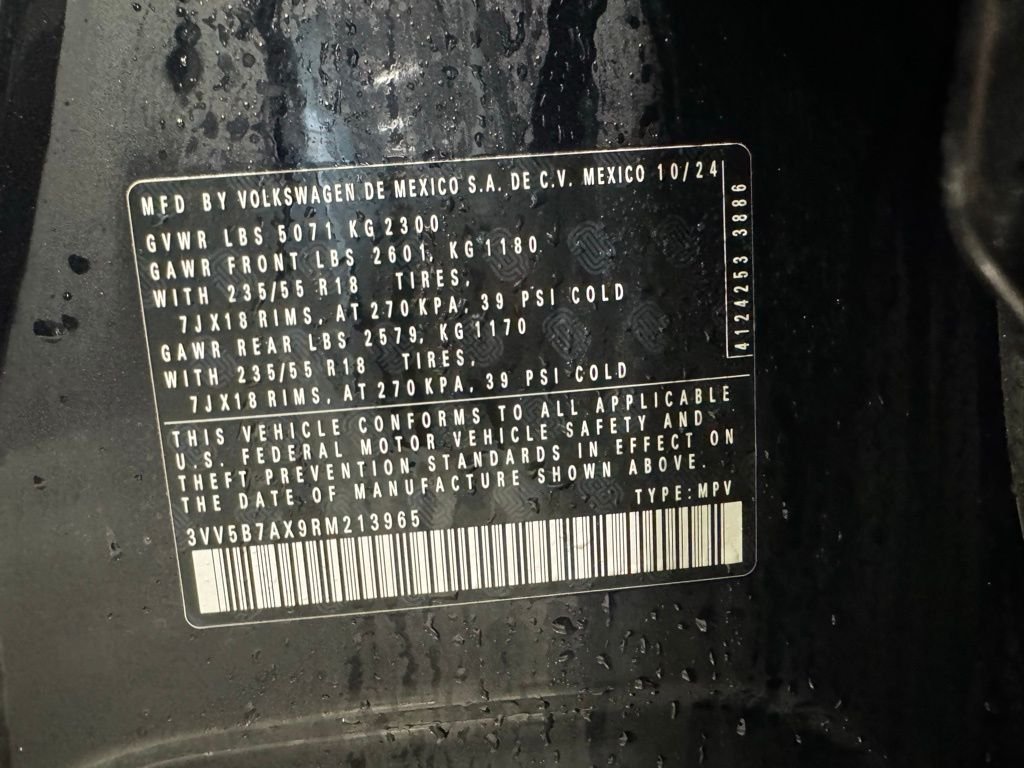 MFD BY VOLKSWAGEN DE MEXICO S.A. DE C.V. MEXICO 10/24
GVWR LBS 5071 KG 2300
GAWR FRONT LBS 2601, KG 1180
WITH 235/55 R18 TIRES,
7JX18 RIMS, AT 270 KPA, 39 PSI COLD
GAWR REAR LBS 2579, KG 1170
WITH 235/55 R18 TIRES,
7JX18 RIMS, AT 270 KPA, 39 PSI COLD
4124253 3886
THIS VEHICLE CONFORMS TO ALL APPLICABLE
U.S. FEDERAL MOTOR VEHICLE SAFETY AND
THEFT PREVENTION STANDARDS IN EFFECT ON
THE DATE OF MANUFACTURE SHOWN ABOVE.
3VV5B7AX9RM213965 TYPE: MPV